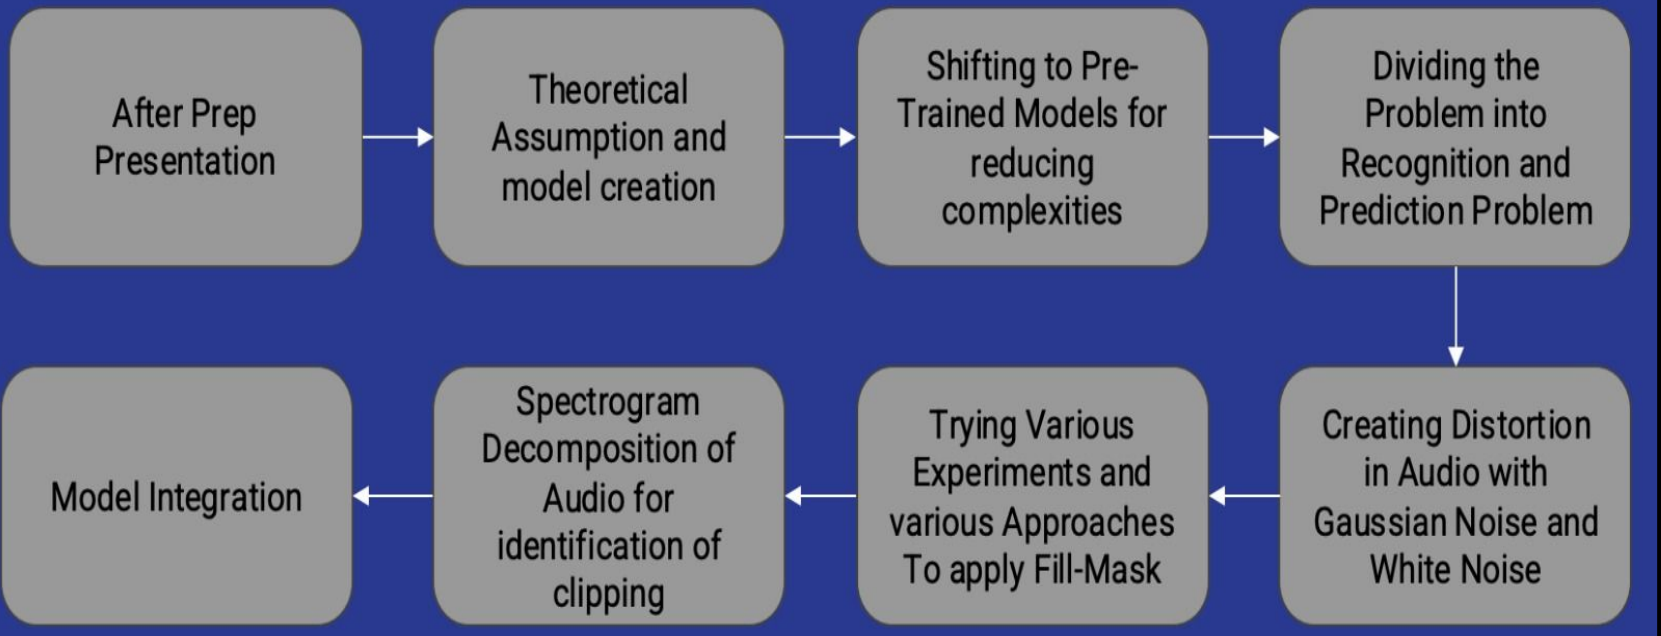 After Prep
Presentation
Theoretical
Assumption and
model creation
Shifting to Pre-
Trained Models for
reducing
complexities
Dividing the
Problem into
Recognition and
Prediction Problem
Creating Distortion
in Audio with
Gaussian Noise and
White Noise
Trying Various
Experiments and
various Approaches
To apply Fill-Mask
Spectrogram
Decomposition of
Audio for
identification of
clipping
Model Integration